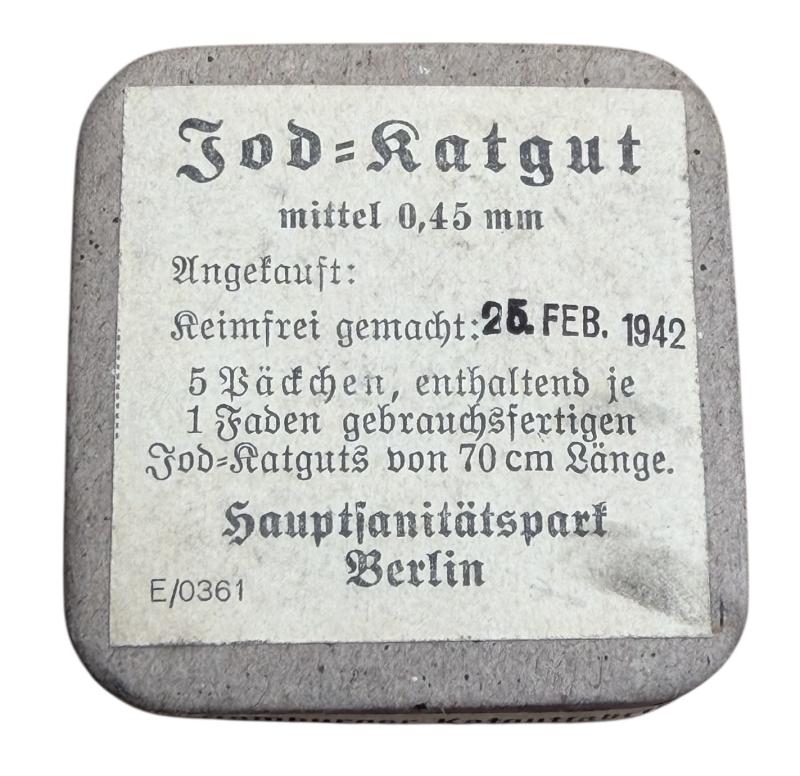 Jod=Katgut
mittel 0,45 mm
Angekauft:
Keimfrei gemacht: 25. FEB. 1942
5 Päckchen, enthaltend je
1 Faden gebrauchsfertigen
Jod=Katguts von 70 cm Länge.
Hauptsanitätspark
Berlin
E/0361